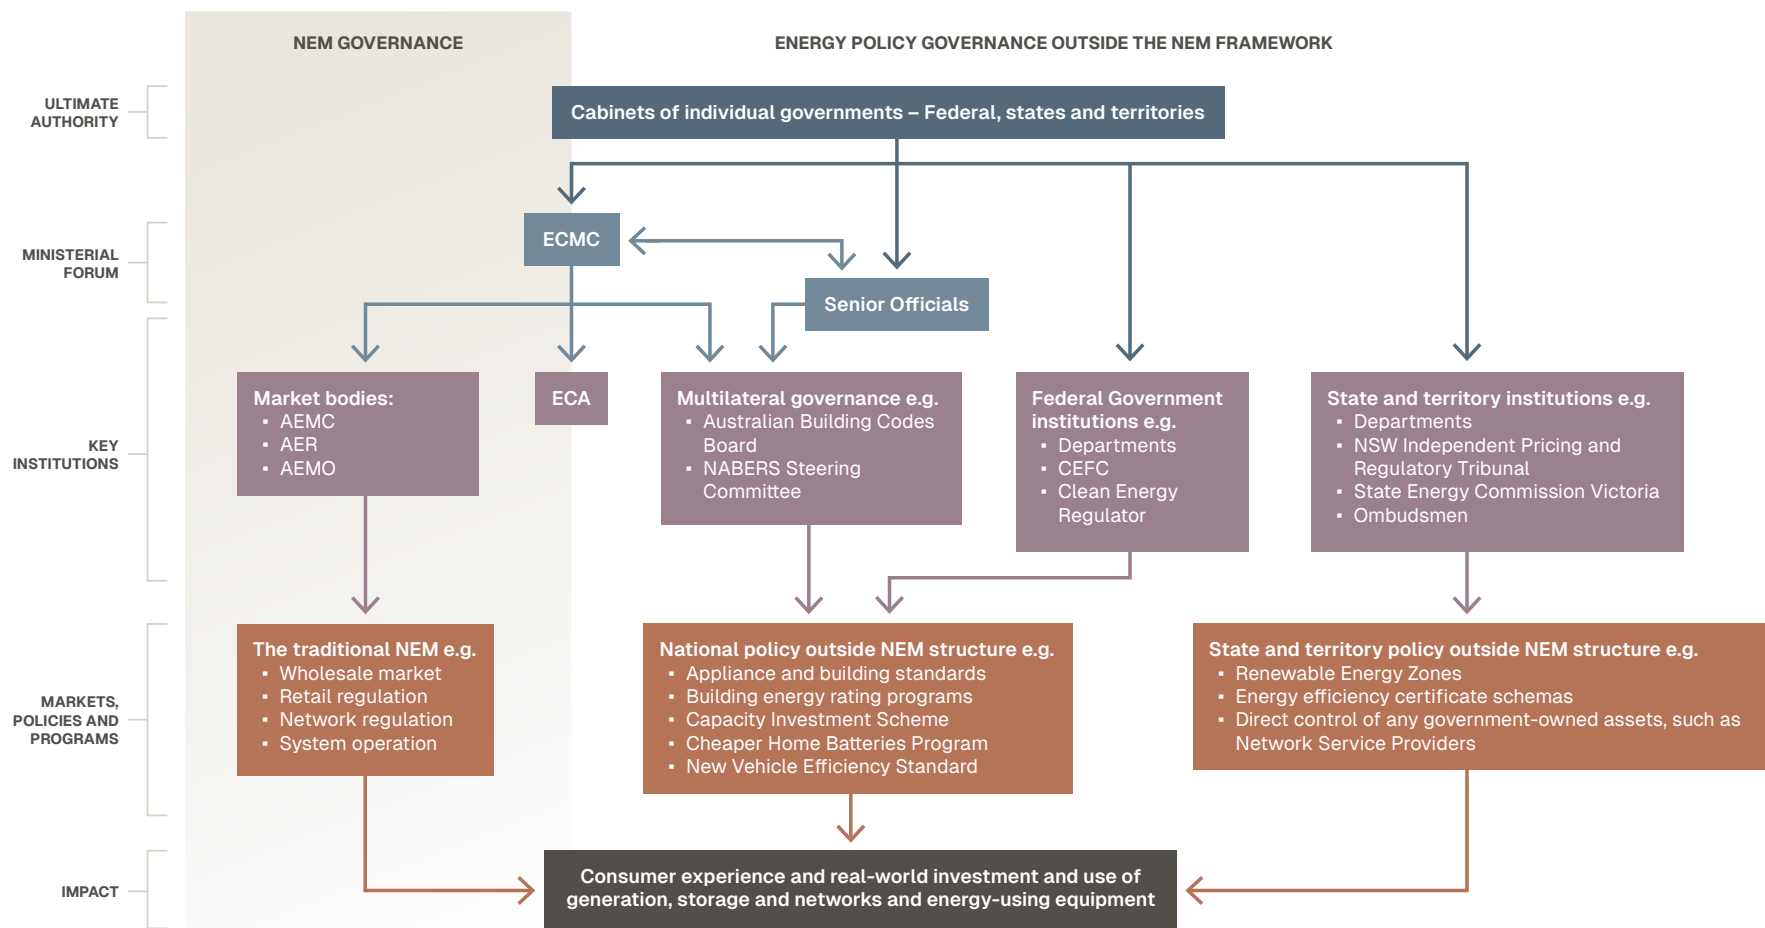 NEM GOVERNANCE
ENERGY POLICY GOVERNANCE OUTSIDE THE NEM FRAMEWORK
ULTIMATE
AUTHORITY
Cabinets of individual governments – Federal, states and territories
MINISTERIAL
FORUM
ECMC
Senior Officials
KEY
INSTITUTIONS
Market bodies:
▪ AEMC
▪ AER
▪ AEMO
ECA
Multilateral governance e.g.
▪ Australian Building Codes
Board
▪ NABERS Steering
Committee
Federal Government
institutions e.g.
▪ Departments
▪ CEFC
▪ Clean Energy
Regulator
State and territory institutions e.g.
▪ Departments
▪ NSW Independent Pricing and
Regulatory Tribunal
▪ State Energy Commission Victoria
▪ Ombudsmen
MARKETS,
POLICIES AND
PROGRAMS
The traditional NEM e.g.
▪ Wholesale market
▪ Retail regulation
▪ Network regulation
▪ System operation
National policy outside NEM structure e.g.
▪ Appliance and building standards
▪ Building energy rating programs
▪ Capacity Investment Scheme
▪ Cheaper Home Batteries Program
▪ New Vehicle Efficiency Standard
State and territory policy outside NEM structure e.g.
▪ Renewable Energy Zones
▪ Energy efficiency certificate schemas
▪ Direct control of any government-owned assets, such as
Network Service Providers
IMPACT
Consumer experience and real-world investment and use of
generation, storage and networks and energy-using equipment